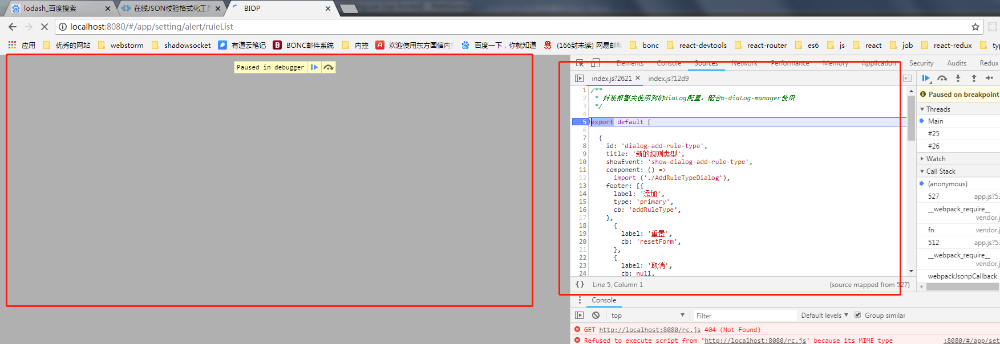 lodash_百度搜索
在线JSON校验格式化工具
BIOP
localhost:8080/#/app/setting/alert/ruleList
应用 优秀的网站 webstorm shadowsocket 有道云笔记 BONC邮件系统 内控 欢迎使用东方国信内控 百度一下，你就知道 (166封未读) 网易邮箱 bonc react-devtools react-router es6 js react job react-redux typ
Paused in debugger
Elements Console Sources Network Performance Memory Application Security Audits Redux
index.js?2621 index.js?12d9
1 /**
2 * 封装报警类使用到的dialog配置，配合b-dialog-manager使用
3 */
4
5 export default [
6
7 {
8 id: 'dialog-add-rule-type',
9 title: '新的规则类型',
10 showEvent: 'show-dialog-add-rule-type',
11 component: () =>
12 import ('./AddRuleTypeDialog'),
13 footer: [{
14 label: '添加',
15 type: 'primary',
16 cb: 'addRuleType',
17 },
18 {
19 label: '重置',
20 cb: 'resetForm',
21 },
22 {
23 label: '取消',
24 cb: null,
{} Line 5, Column 1 (source mapped from 527)
Paused on breakpoint
Threads
Main
#25
#26
Watch
Call Stack
(anonymous)
527 app.js?53
__webpack_require__
vendor.j
fn vendor.j
512 app.js?53
__webpack_require__
vendor.j
webpackJsonpCallback
Console
top Filter Default levels Group similar
GET http://localhost:8080/rc.js 404 (Not Found)
Refused to execute script from 'http://localhost:8080/rc.js' because its MIME type :8080/#/app/set